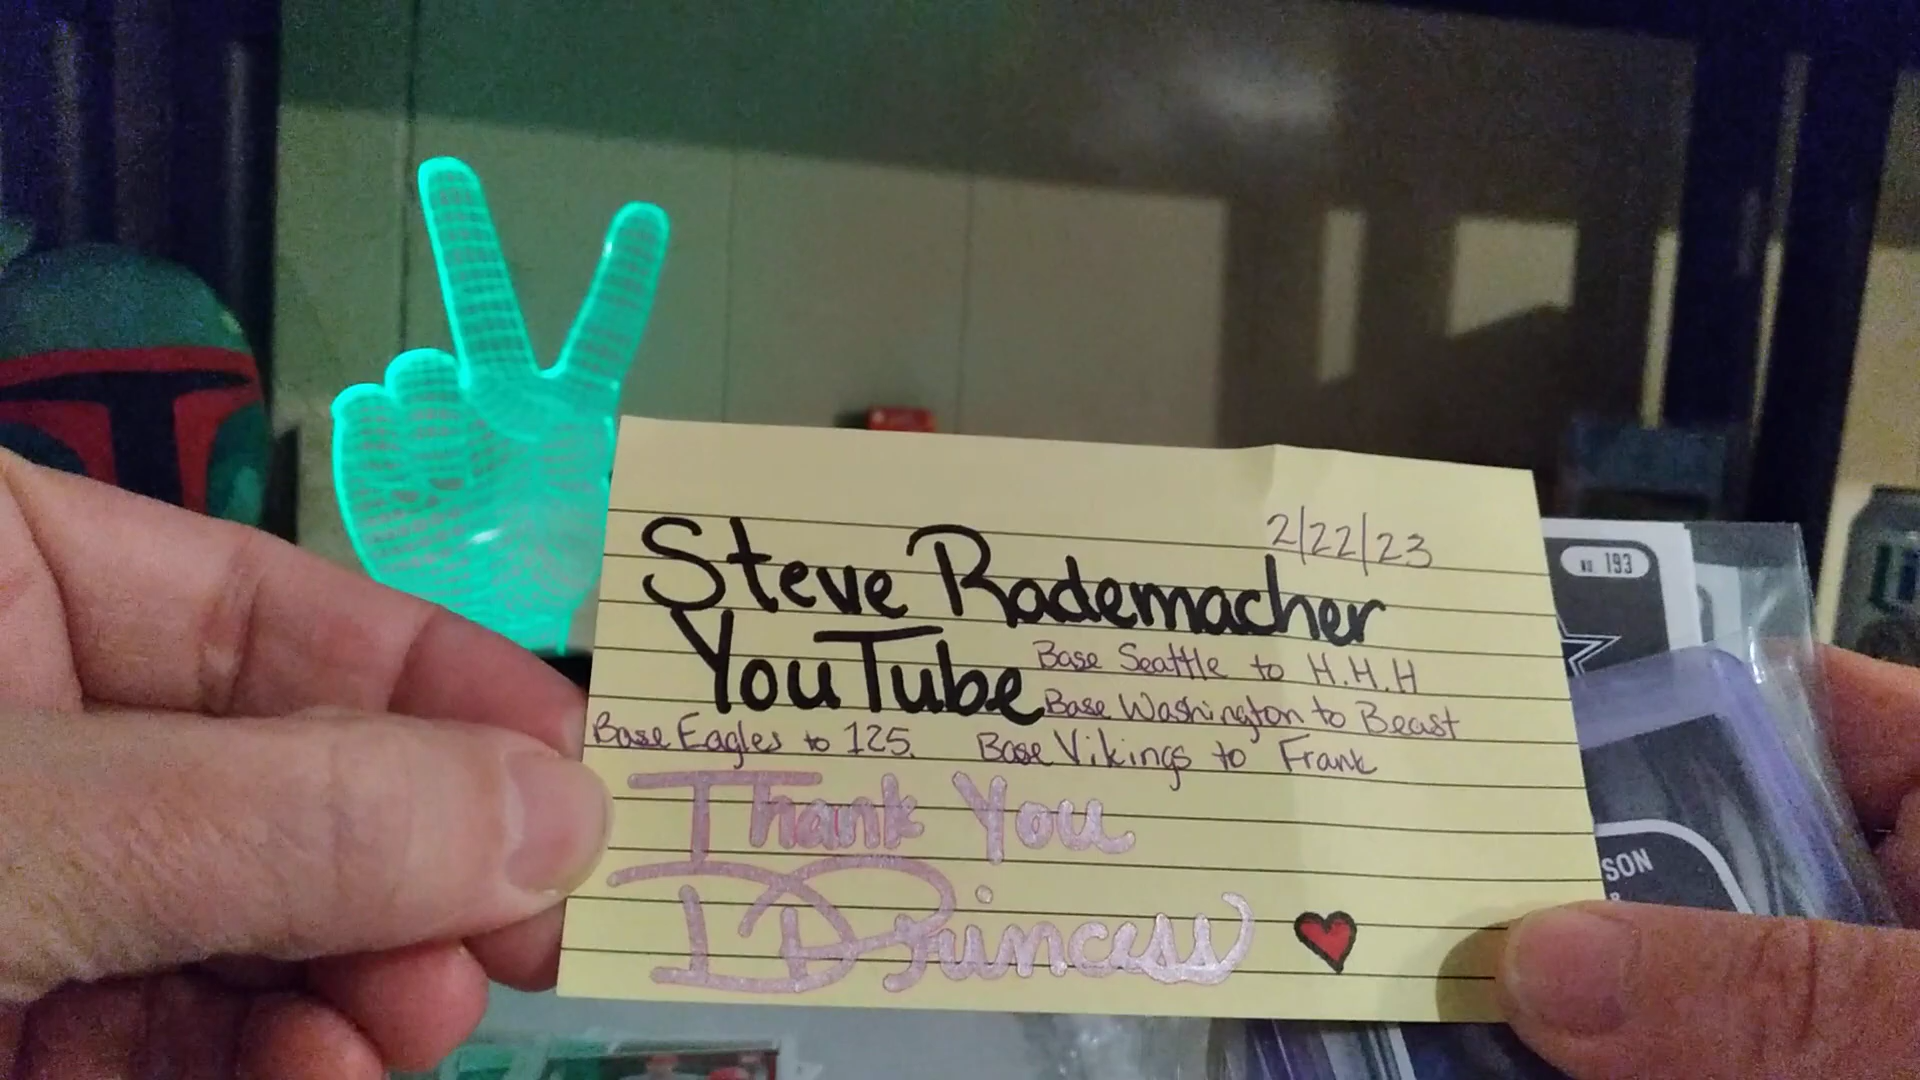 2/22/23
Steve Rademacher
YouTube
Base Seattle to H.H.H
Base Washington to Beast
Base Eagles to 125. Base Vikings to Frank
Thank You
IDPrincess
No 193
SON